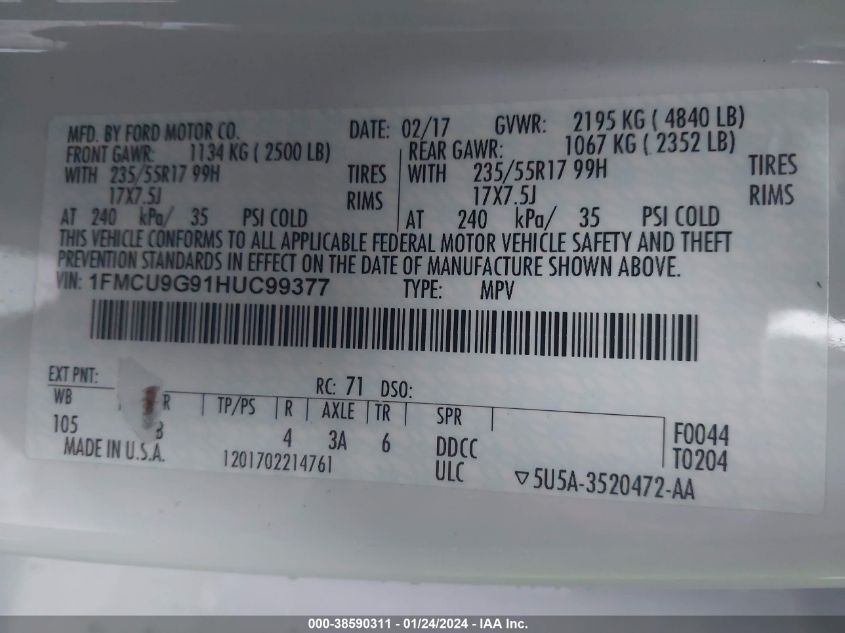 MFD. BY FORD MOTOR CO. DATE: 02/17 GVWR: 2195 KG ( 4840 LB)
FRONT GAWR: 1134 KG ( 2500 LB) REAR GAWR: 1067 KG ( 2352 LB)
WITH 235/55R17 99H TIRES WITH 235/55R17 99H TIRES
17X7.5J RIMS 17X7.5J RIMS
AT 240 kPa/ 35 PSI COLD AT 240 kPa/ 35 PSI COLD
THIS VEHICLE CONFORMS TO ALL APPLICABLE FEDERAL MOTOR VEHICLE SAFETY AND THEFT
PREVENTION STANDARDS IN EFFECT ON THE DATE OF MANUFACTURE SHOWN ABOVE.
VIN: 1FMCU9G91HUC99377 TYPE: MPV
EXT PNT: RC: 71 DSO:
WB R TP/PS R AXLE TR SPR
105 B 4 3A 6 DDCC F0044
MADE IN U.S.A. 1201702214761 ULC T0204
▽5U5A-3520472-AA
000-38590311 - 01/24/2024 - IAA Inc.